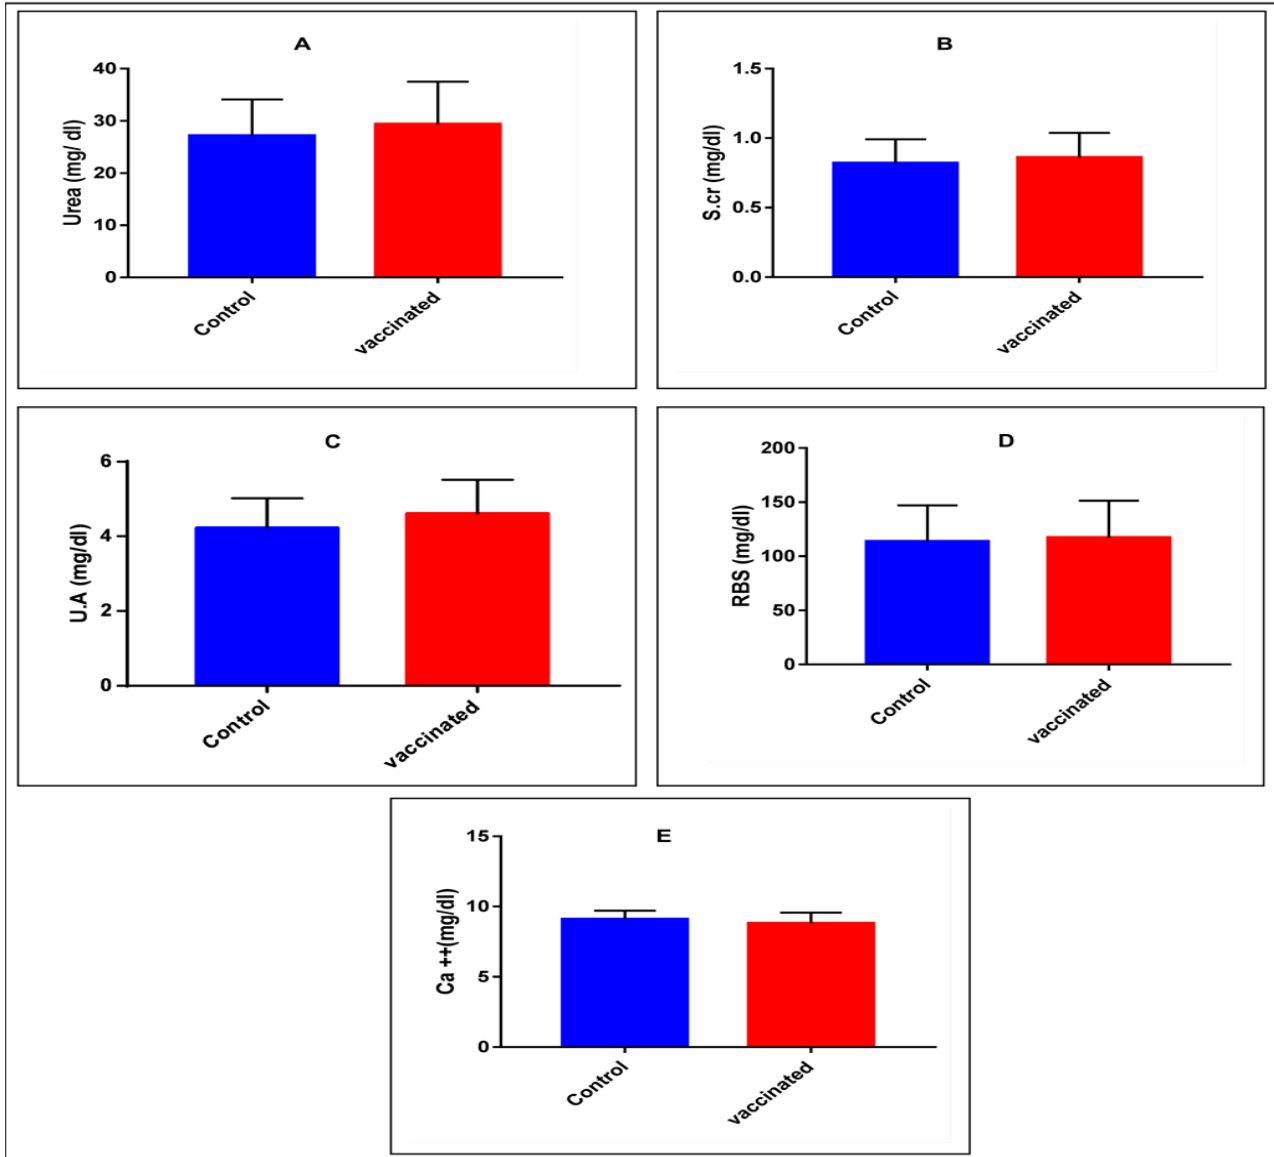 A
40
30
20
10
0
Urea (mg/ dl)
Control
vaccinated
B
1.5
1.0
0.5
0.0
S.cr (mg/dl)
Control
vaccinated
C
6
4
2
0
U.A (mg/dl)
Control
vaccinated
D
200
150
100
50
0
RBS (mg/dl)
Control
vaccinated
E
15
10
5
0
Ca ++(mg/dl)
Control
vaccinated